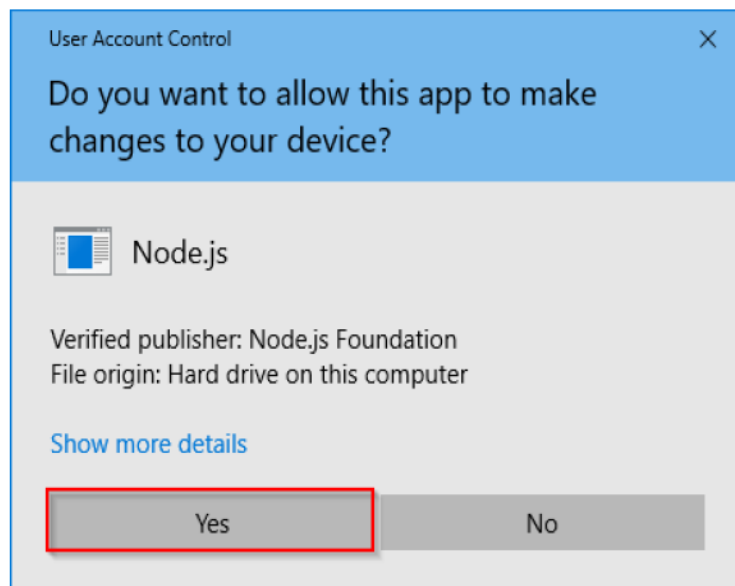 User Account Control
Do you want to allow this app to make
changes to your device?
Node.js
Verified publisher: Node.js Foundation
File origin: Hard drive on this computer
Show more details
Yes
No